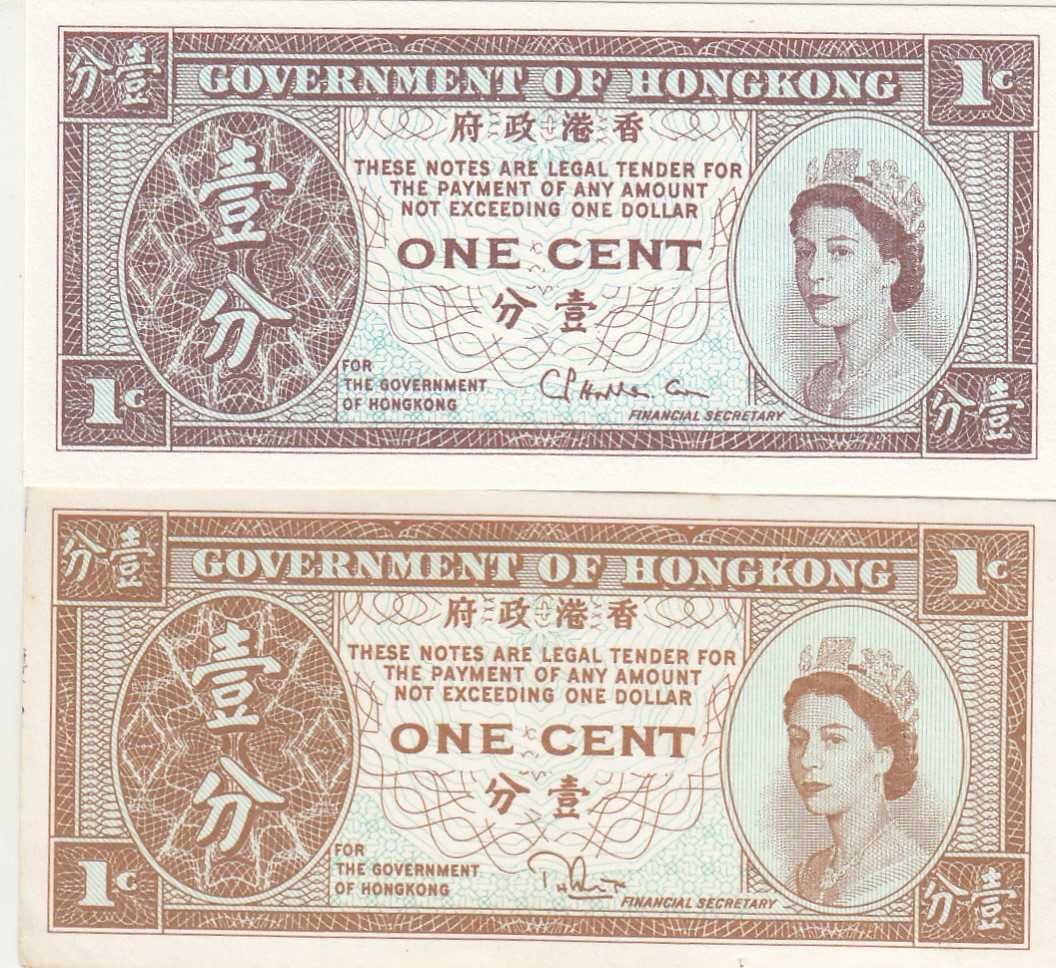 壹分
GOVERNMENT OF HONGKONG
1C
香港政府
THESE NOTES ARE LEGAL TENDER FOR
THE PAYMENT OF ANY AMOUNT
NOT EXCEEDING ONE DOLLAR
壹分
ONE CENT
壹分
FOR
THE GOVERNMENT
OF HONGKONG
FINANCIAL SECRETARY
1C
壹分
壹分
GOVERNMENT OF HONGKONG
1C
香港政府
THESE NOTES ARE LEGAL TENDER FOR
THE PAYMENT OF ANY AMOUNT
NOT EXCEEDING ONE DOLLAR
壹分
ONE CENT
壹分
FOR
THE GOVERNMENT
OF HONGKONG
FINANCIAL SECRETARY
1C
壹分